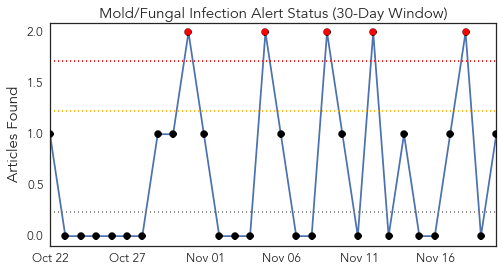 Mold/Fungal Infection Alert Status (30-Day Window)
Articles Found
2.0
1.5
1.0
0.5
0.0
Oct 22 Oct 27 Nov 01 Nov 06 Nov 11 Nov 16